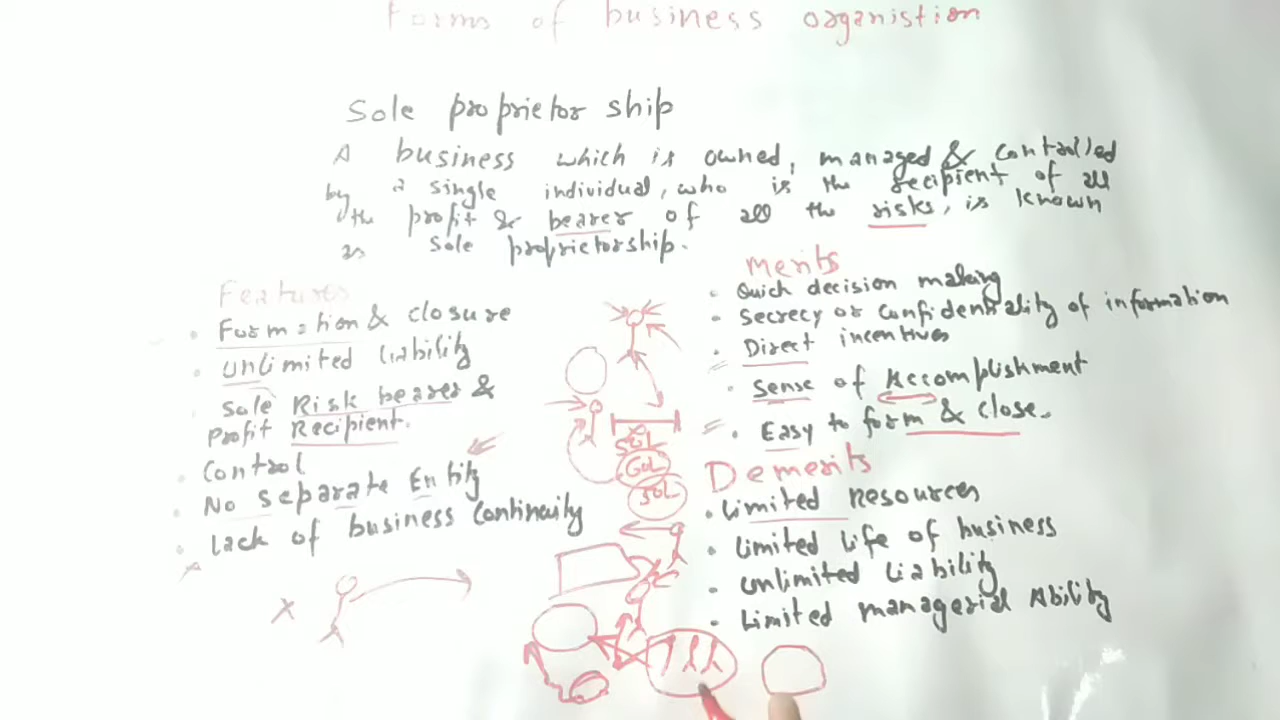 Forms of business organistion
Sole proprietor ship
A business which is owned, managed & controlled
by a single individual, who is the recipient of all
the profit & bearer of all the risks, is known
as sole proprietorship.
Features
Formation & closure
unlimited liability
Sole Risk bearer &
Profit Recipient.
Control
No separate Entity
Lack of business continuity
merits
Quick decision making
Secrecy or confidentiality of information
Direct incentives
Sense of Accomplishment
Easy to form & close.
Demerits
Limited Resources
Limited life of business
unlimited liability
Limited managerial Ability
50L